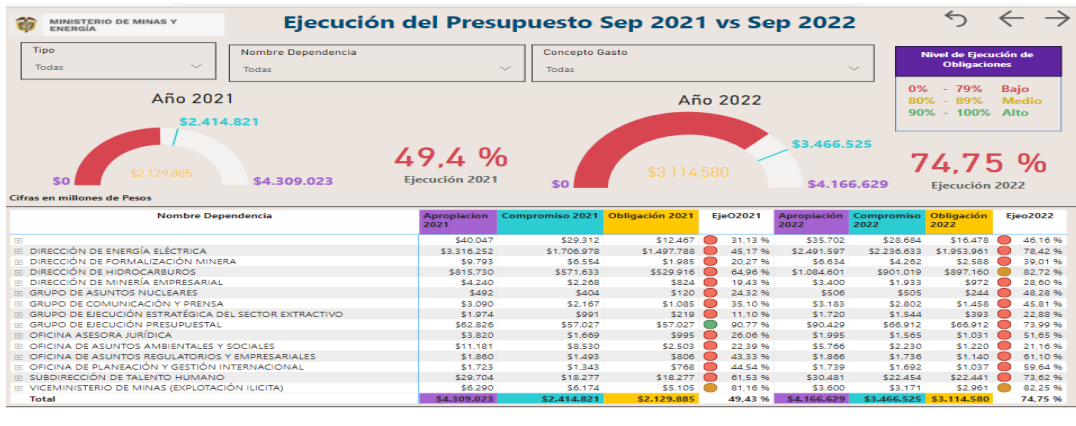 MINISTERIO DE MINAS Y
ENERGÍA
Ejecución del Presupuesto Sep 2021 vs Sep 2022
Tipo
Todas
Nombre Dependencia
Todas
Concepto Gasto
Todas
Nivel de Ejecución de
Obligaciones
0% - 79% Bajo
80% - 89% Medio
90% - 100% Alto
Año 2021
$2.414.821
$2.129.885
$0
$4.309.023
49,4 %
Ejecución 2021
Año 2022
$3.466.525
$3.114.580
$0
$4.166.629
74,75 %
Ejecución 2022
Cifras en millones de Pesos
Nombre Dependencia Apropiacion 2021 Compromiso 2021 Obligación 2021 EjeO2021 Apropiación 2022 Compromiso 2022 Obligación 2022 Ejeo2022
$40.047 $29.312 $12.467 31,13 % $35.702 $28.684 $16.478 46,16 %
DIRECCIÓN DE ENERGÍA ELÉCTRICA $3.316.252 $1.706.978 $1.497.788 45,17 % $2.491.597 $2.236.633 $1.953.961 78,42 %
DIRECCIÓN DE FORMALIZACIÓN MINERA $9.793 $6.554 $1.985 20,27 % $6.634 $4.262 $2.588 39,01 %
DIRECCIÓN DE HIDROCARBUROS $815.730 $571.633 $529.916 64,96 % $1.084.601 $901.019 $897.160 82,72 %
DIRECCIÓN DE MINERÍA EMPRESARIAL $4.240 $2.268 $824 19,43 % $3.400 $1.933 $972 28,60 %
GRUPO DE ASUNTOS NUCLEARES $492 $404 $120 24,32 % $506 $505 $244 48,28 %
GRUPO DE COMUNICACIÓN Y PRENSA $3.090 $2.167 $1.085 35,10 % $3.183 $2.802 $1.458 45,81 %
GRUPO DE EJECUCIÓN ESTRATÉGICA DEL SECTOR EXTRACTIVO $1.974 $991 $219 11,10 % $1.720 $1.544 $393 22,88 %
GRUPO DE EJECUCIÓN PRESUPUESTAL $62.826 $57.027 $57.027 90,77 % $90.429 $66.912 $66.912 73,99 %
OFICINA ASESORA JURÍDICA $3.820 $1.669 $995 26,06 % $1.995 $1.565 $1.031 51,65 %
OFICINA DE ASUNTOS AMBIENTALES Y SOCIALES $11.181 $8.530 $2.503 22,39 % $5.766 $2.230 $1.220 21,16 %
OFICINA DE ASUNTOS REGULATORIOS Y EMPRESARIALES $1.860 $1.493 $806 43,33 % $1.866 $1.736 $1.140 61,10 %
OFICINA DE PLANEACIÓN Y GESTIÓN INTERNACIONAL $1.723 $1.343 $768 44,54 % $1.739 $1.692 $1.037 59,64 %
SUBDIRECCIÓN DE TALENTO HUMANO $29.704 $18.277 $18.277 61,53 % $30.481 $22.454 $22.441 73,62 %
VICEMINISTERIO DE MINAS (EXPLOTACIÓN ILICITA) $6.290 $6.174 $5.105 81,16 % $3.600 $3.171 $2.961 82,25 %
Total $4.309.023 $2.414.821 $2.129.885 49,43 % $4.166.629 $3.466.525 $3.114.580 74,75 %